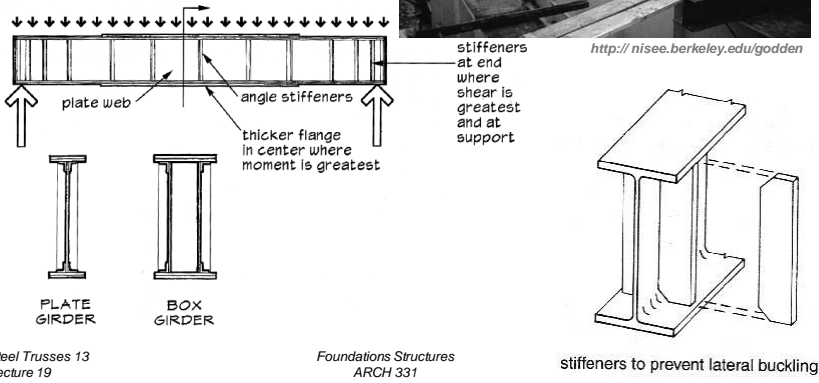 http:// nisee.berkeley.edu/godden
stiffeners
at end
where
shear is
greatest
and at
support
plate web
angle stiffeners
thicker flange
in center where
moment is greatest
PLATE
GIRDER
BOX
GIRDER
stiffeners to prevent lateral buckling
teel Trusses 13
ecture 19
Foundations Structures
ARCH 331